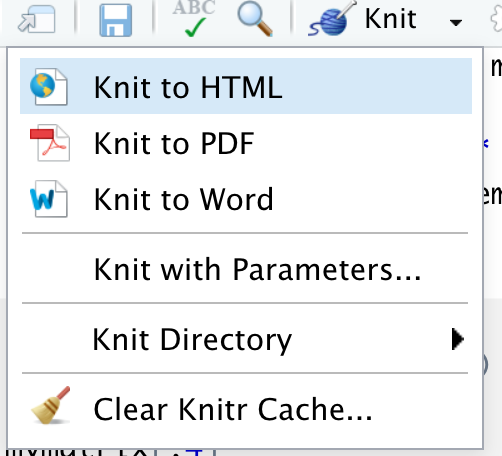 ABC
Knit
Knit to HTML
Knit to PDF
Knit to Word
Knit with Parameters...
Knit Directory
Clear Knitr Cache...